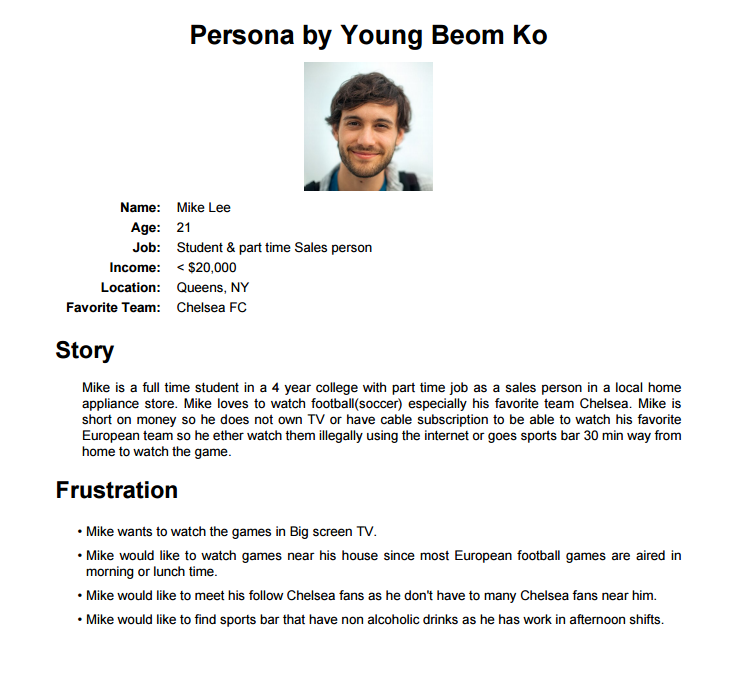 Persona by Young Beom Ko
Name: Mike Lee
Age: 21
Job: Student & part time Sales person
Income: < $20,000
Location: Queens, NY
Favorite Team: Chelsea FC
Story
Mike is a full time student in a 4 year college with part time job as a sales person in a local home
appliance store. Mike loves to watch football(soccer) especially his favorite team Chelsea. Mike is
short on money so he does not own TV or have cable subscription to be able to watch his favorite
European team so he ether watch them illegally using the internet or goes sports bar 30 min way from
home to watch the game.
Frustration
• Mike wants to watch the games in Big screen TV.
• Mike would like to watch games near his house since most European football games are aired in
morning or lunch time.
• Mike would like to meet his follow Chelsea fans as he don't have to many Chelsea fans near him.
• Mike would like to find sports bar that have non alcoholic drinks as he has work in afternoon shifts.